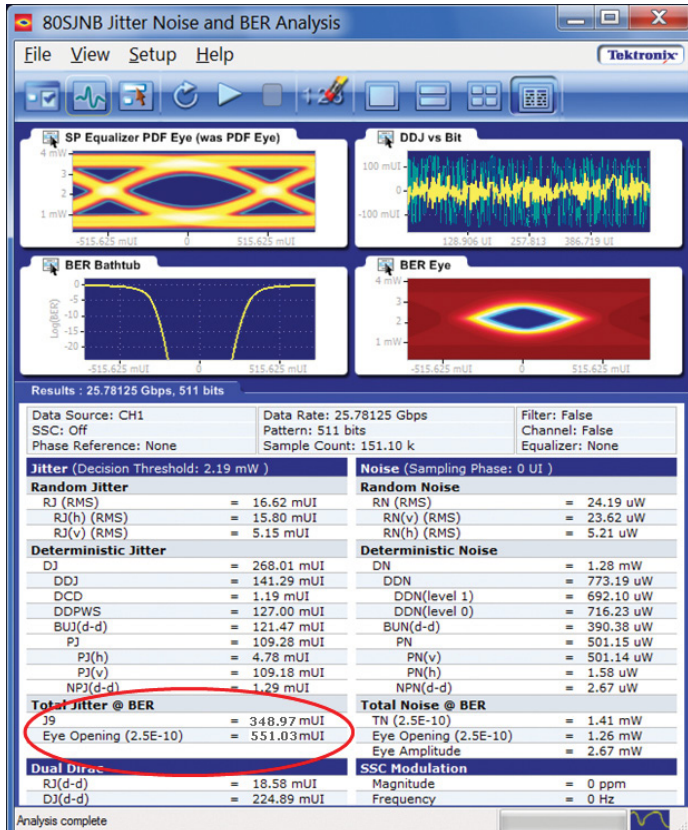 80SJNB Jitter Noise and BER Analysis
File View Setup Help
Tektronix
SP Equalizer PDF Eye (was PDF Eye)
4 mW
3
2
1 mW
-515.625 mUI 0 515.625 mUI
DDJ vs Bit
100 mUI
0
-100 mUI
128.906 UI 257.813 386.719 UI
BER Bathtub
0
-5
-10
-15
-20
Log(BER)
-515.625 mUI 0 515.625 mUI
BER Eye
4 mW
3
2
1 mW
-515.625 mUI 0 515.625 mUI
Results : 25.78125 Gbps, 511 bits
Data Source: CH1 Data Rate: 25.78125 Gbps Filter: False
SSC: Off Pattern: 511 bits Channel: False
Phase Reference: None Sample Count: 151.10 k Equalizer: None
Jitter (Decision Threshold: 2.19 mW )
Random Jitter
RJ (RMS) = 16.62 mUI
RJ(h) (RMS) = 15.80 mUI
RJ(v) (RMS) = 5.15 mUI
Deterministic Jitter
DJ = 268.01 mUI
DDJ = 141.29 mUI
DCD = 1.19 mUI
DDPWS = 127.00 mUI
BUJ(d-d) = 121.47 mUI
PJ = 109.28 mUI
PJ(h) = 4.78 mUI
PJ(v) = 109.18 mUI
NPJ(d-d) = 1.29 mUI
Total Jitter @ BER
J9 = 348.97 mUI
Eye Opening (2.5E-10) = 551.03 mUI
Dual Dirac
RJ(d-d) = 18.58 mUI
DJ(d-d) = 224.89 mUI
Noise (Sampling Phase: 0 UI )
Random Noise
RN (RMS) = 24.19 uW
RN(v) (RMS) = 23.62 uW
RN(h) (RMS) = 5.21 uW
Deterministic Noise
DN = 1.28 mW
DDN = 773.19 uW
DDN(level 1) = 692.10 uW
DDN(level 0) = 716.23 uW
BUN(d-d) = 390.38 uW
PN = 501.15 uW
PN(v) = 501.14 uW
PN(h) = 1.58 uW
NPN(d-d) = 2.67 uW
Total Noise @ BER
TN (2.5E-10) = 1.41 mW
Eye Opening (2.5E-10) = 1.26 mW
Eye Amplitude = 2.67 mW
SSC Modulation
Magnitude = 0 ppm
Frequency = 0 Hz
Analysis complete